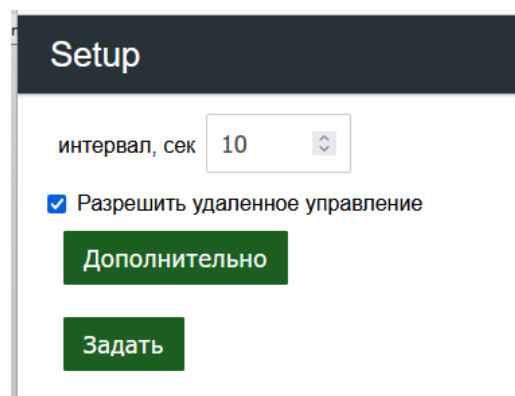 Setup
интервал, сек 10
Разрешить удаленное управление
Дополнительно
Задать